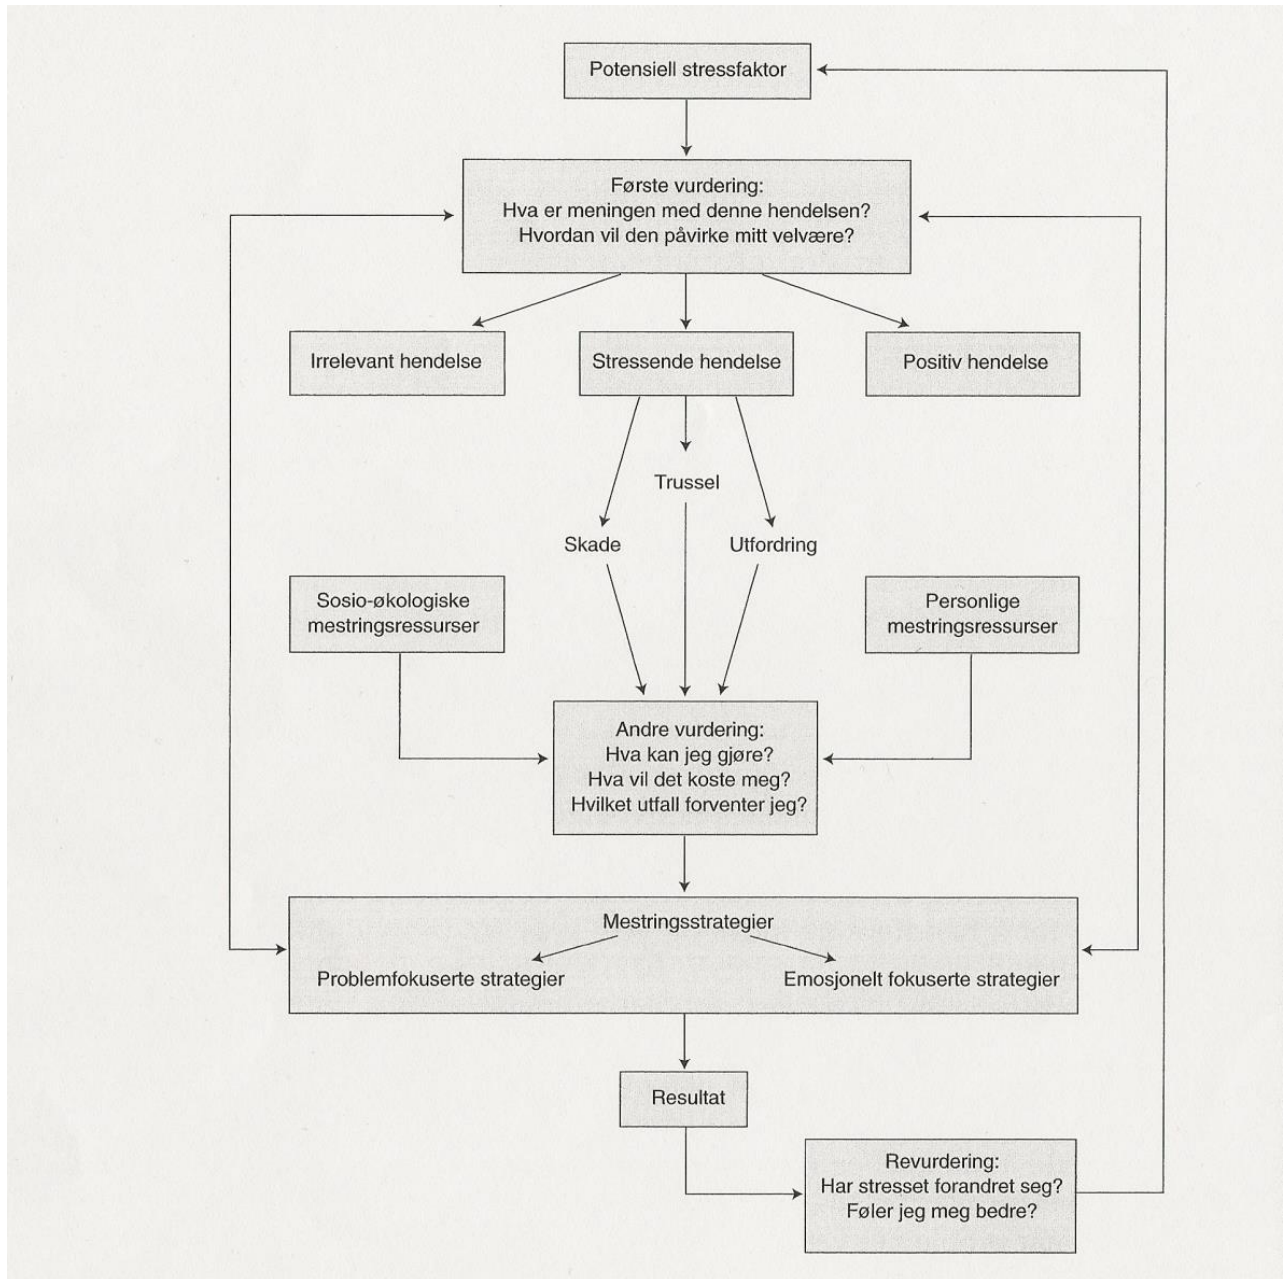 Potensiell stressfaktor
Første vurdering:
Hva er meningen med denne hendelsen?
Hvordan vil den påvirke mitt velvære?
Irrelevant hendelse
Stressende hendelse
Positiv hendelse
Trussel
Skade
Utfordring
Sosio-økologiske
mestringsressurser
Personlige
mestringsressurser
Andre vurdering:
Hva kan jeg gjøre?
Hva vil det koste meg?
Hvilket utfall forventer jeg?
Mestringsstrategier
Problemfokuserte strategier
Emosjonelt fokuserte strategier
Resultat
Revurdering:
Har stresset forandret seg?
Føler jeg meg bedre?